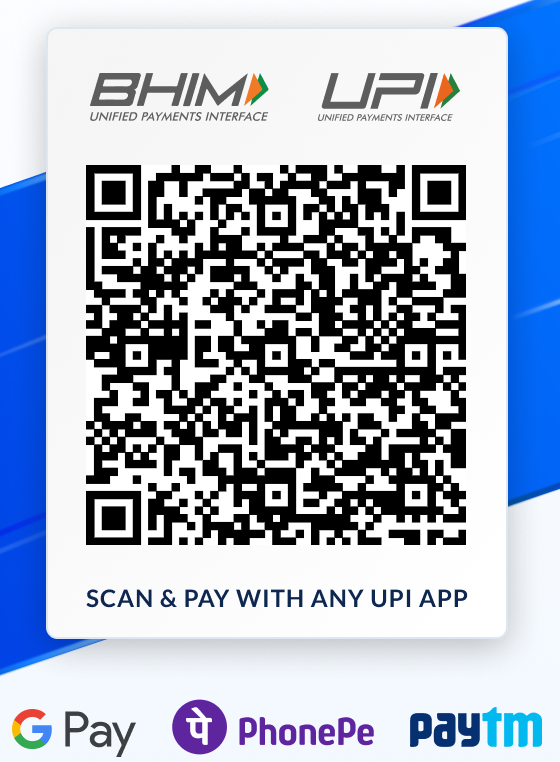 BHIM UPI
UNIFIED PAYMENTS INTERFACE UNIFIED PAYMENTS INTERFACE
SCAN & PAY WITH ANY UPI APP
G Pay पे PhonePe paytm